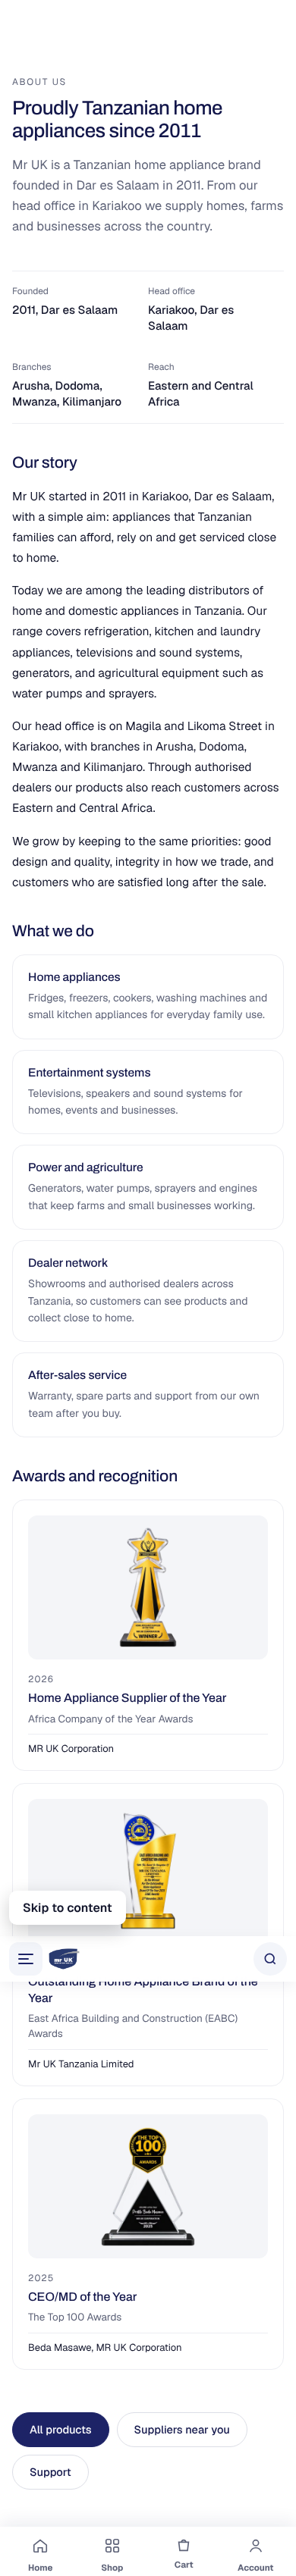 ABOUT US
Proudly Tanzanian home
appliances since 2011
Mr UK is a Tanzanian home appliance brand
founded in Dar es Salaam in 2011. From our
head office in Kariakoo we supply homes, farms
and businesses across the country.
Founded
2011, Dar es Salaam
Head office
Kariakoo, Dar es
Salaam
Branches
Arusha, Dodoma,
Mwanza, Kilimanjaro
Reach
Eastern and Central
Africa
Our story
Mr UK started in 2011 in Kariakoo, Dar es Salaam,
with a simple aim: appliances that Tanzanian
families can afford, rely on and get serviced close
to home.
Today we are among the leading distributors of
home and domestic appliances in Tanzania. Our
range covers refrigeration, kitchen and laundry
appliances, televisions and sound systems,
generators, and agricultural equipment such as
water pumps and sprayers.
Our head office is on Magila and Likoma Street in
Kariakoo, with branches in Arusha, Dodoma,
Mwanza and Kilimanjaro. Through authorised
dealers our products also reach customers across
Eastern and Central Africa.
We grow by keeping to the same priorities: good
design and quality, integrity in how we trade, and
customers who are satisfied long after the sale.
What we do
Home appliances
Fridges, freezers, cookers, washing machines and
small kitchen appliances for everyday family use.
Entertainment systems
Televisions, speakers and sound systems for
homes, events and businesses.
Power and agriculture
Generators, water pumps, sprayers and engines
that keep farms and small businesses working.
Dealer network
Showrooms and authorised dealers across
Tanzania, so customers can see products and
collect close to home.
After-sales service
Warranty, spare parts and support from our own
team after you buy.
Awards and recognition
WINNER
2026
Home Appliance Supplier of the Year
Africa Company of the Year Awards
MR UK Corporation
Skip to content
mr UK
Outstanding Home Appliance Brand of the
Year
East Africa Building and Construction (EABC)
Awards
Mr UK Tanzania Limited
THE TOP
100
AWARDS
2025
2025
CEO/MD of the Year
The Top 100 Awards
Beda Masawe, MR UK Corporation
All products
Suppliers near you
Support
Home
Shop
Cart
Account